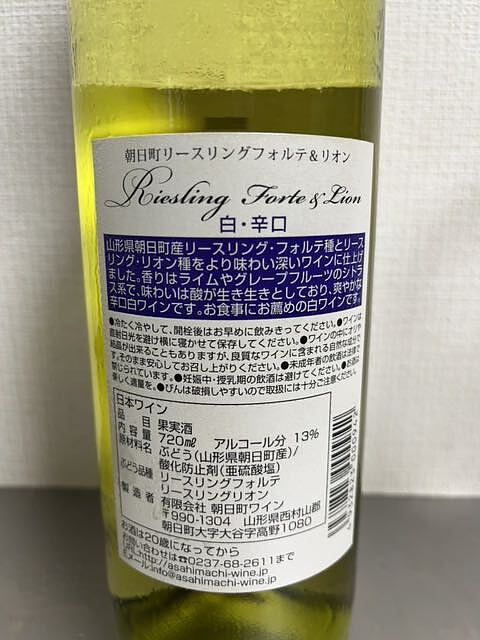 朝日町リースリングフォルテ&リオン
Riesling Forte & Lion
白・辛口
山形県朝日町産リースリング・フォルテ種とリース
リング・リオン種をより味わい深いワインに仕上げ
ました。香りはライムやグレープフルーツのシトラ
ス系で、味わいは酸が生き生きとしており、爽やかな
辛口白ワインです。お食事にお薦めの白ワインです。
●冷たく冷やして、開栓後はお早めに飲みきってください。●ワインは
直射日光を避け横に寝かせて保存してください。●ワインの中にオリや
結晶が出来ることもありますが、良質なワインに含まれる自然な成分で
す。そのまま安心してお召し上がりください。●未成年者の飲酒は法律で
禁じられています。●妊娠中・授乳期の飲酒は避けてください。●お酒は
楽しく適量を。●びんは破損しやすいので取扱には十分ご注意ください。
日本ワイン
品目 果実酒
内容量 720㎖ アルコール分 13%
原材料名 ぶどう(山形県朝日町産)/
酸化防止剤(亜硫酸塩)
ぶどう品種 リースリングフォルテ
リースリングリオン
製造者 有限会社 朝日町ワイン
〒990-1304 山形県西村山郡
朝日町大字大谷字高野1080
お酒は20歳になってから
お問い合わせは☎0237-68-2611まで
Eメール:info@asahimachi-wine.jp
asahimachi-wine.jp